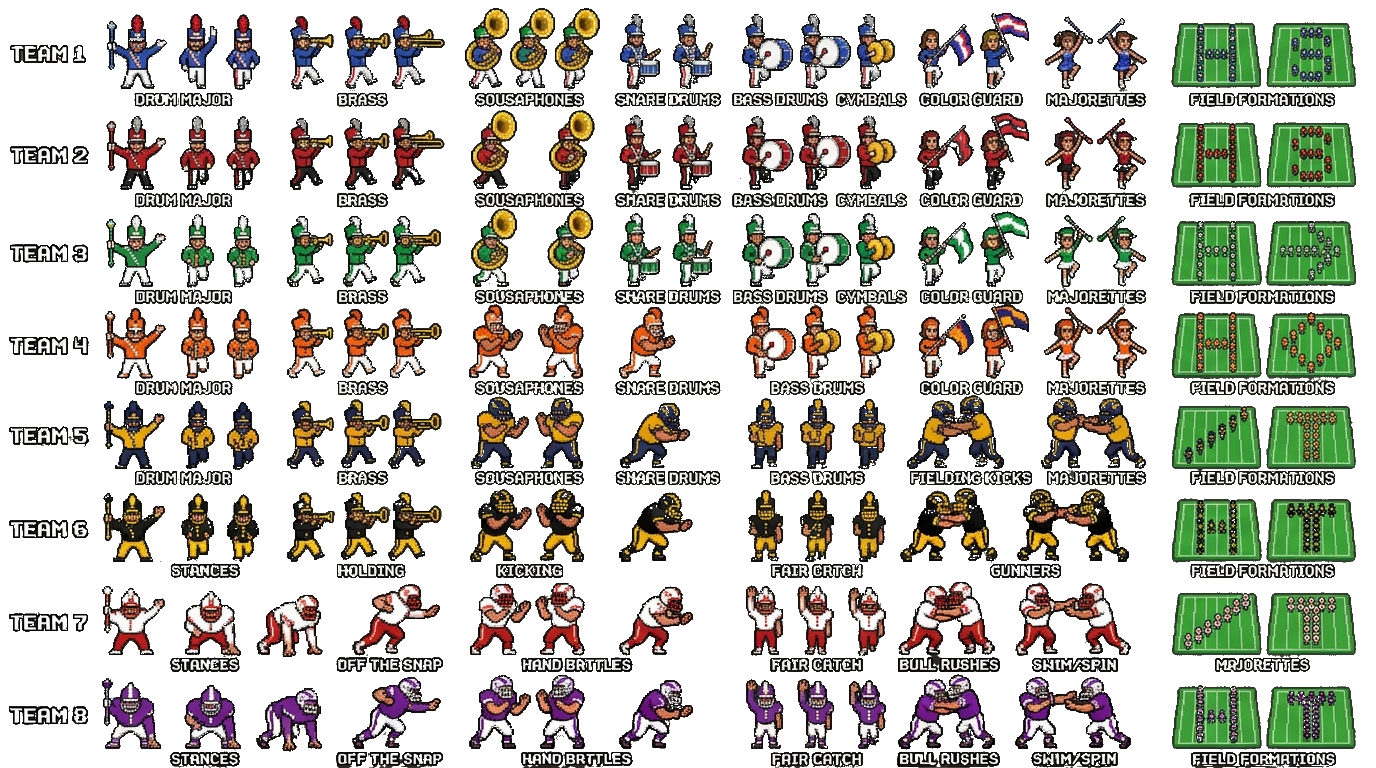 TEAM 1
DRUM MAJOR BRASS SOUSAPHONES SNARE DRUMS BASS DRUMS CYMBALS COLOR GUARD MAJORETTES FIELD FORMATIONS
TEAM 2
DRUM MAJOR BRASS SOUSAPHONES SNARE DRUMS BASS DRUMS CYMBALS COLOR GUARD MAJORETTES FIELD FORMATIONS
TEAM 3
DRUM MAJOR BRASS SOUSAPHONES SNARE DRUMS BASS DRUMS CYMBALS COLOR GUARD MAJORETTES FIELD FORMATIONS
TEAM 4
DRUM MAJOR BRASS SOUSAPHONES SNARE DRUMS BASS DRUMS COLOR GUARD MAJORETTES FIELD FORMATIONS
TEAM 5
DRUM MAJOR BRASS SOUSAPHONES SNARE DRUMS BASS DRUMS FIELDING KICKS MAJORETTES FIELD FORMATIONS
TEAM 6
STANCES HOLDING KICKING FAIR CATCH GUNNERS FIELD FORMATIONS
TEAM 7
STANCES OFF THE SNAP HAND BRTTLES FAIR CATCH BULL RUSHES SWIM/SPIN MRJORETTES
TEAM 8
STANCES OFF THE SNAP HAND BRTTLES FAIR CATCH BULL RUSHES SWIM/SPIN FIELD FORMATIONS